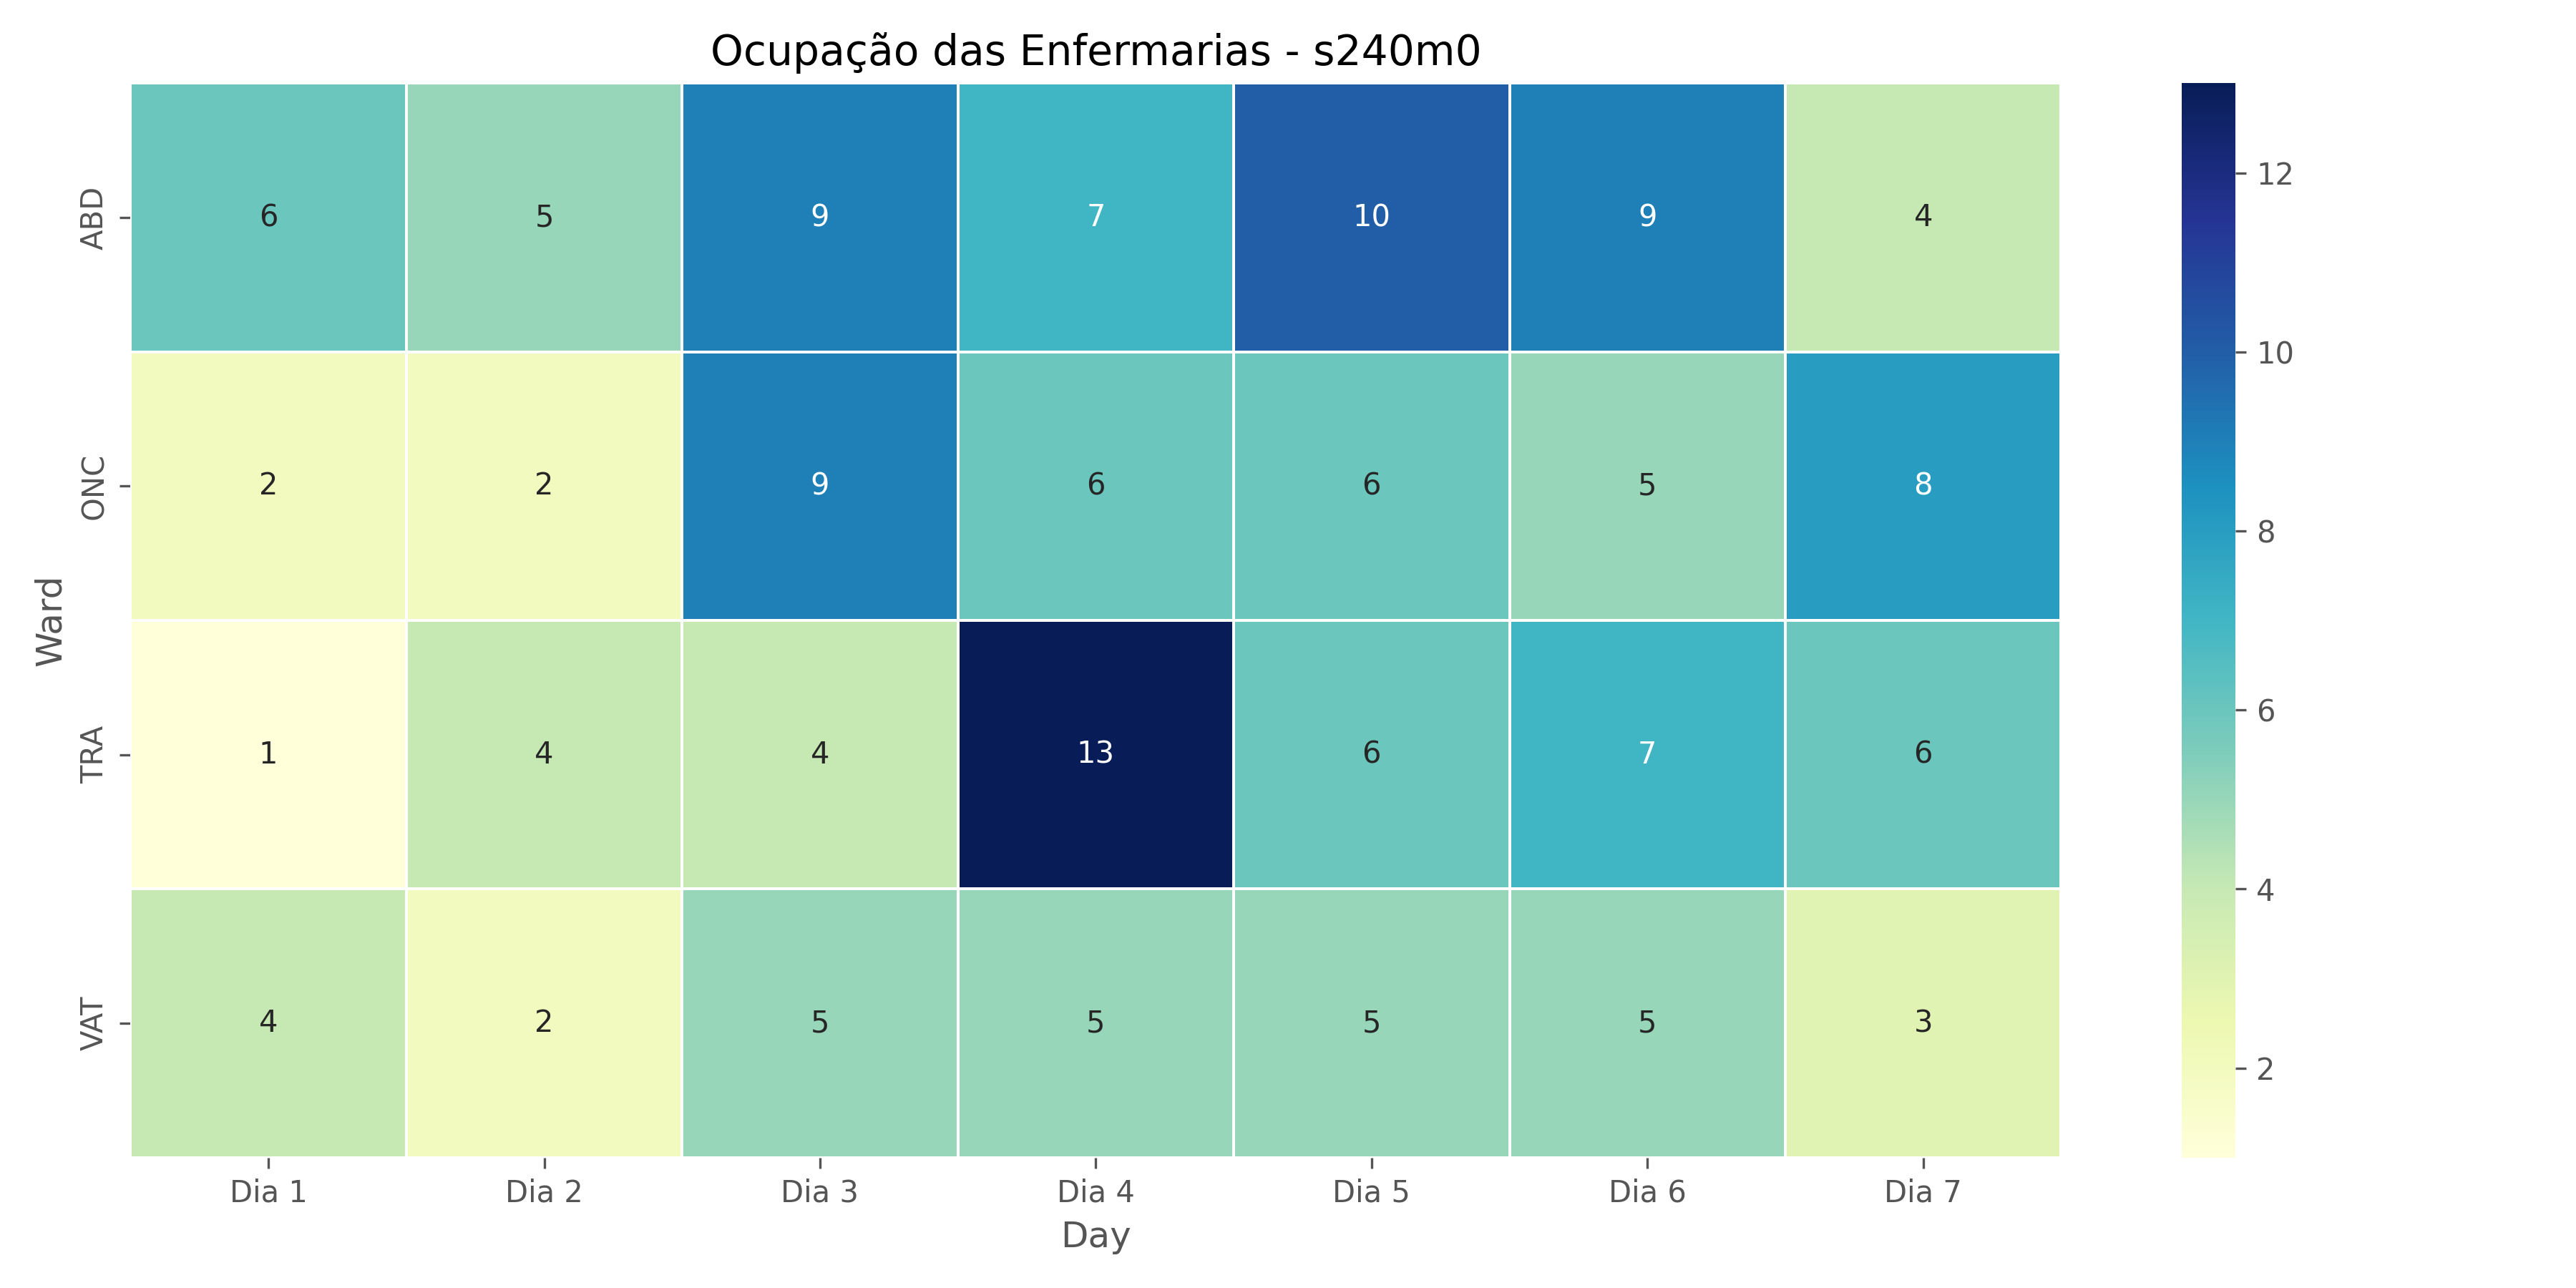 Ocupação das Enfermarias - s240m0
Ward
ABD 6 5 9 7 10 9 4
ONC 2 2 9 6 6 5 8
TRA 1 4 4 13 6 7 6
VAT 4 2 5 5 5 5 3
Dia 1 Dia 2 Dia 3 Dia 4 Dia 5 Dia 6 Dia 7
Day
12
10
8
6
4
2